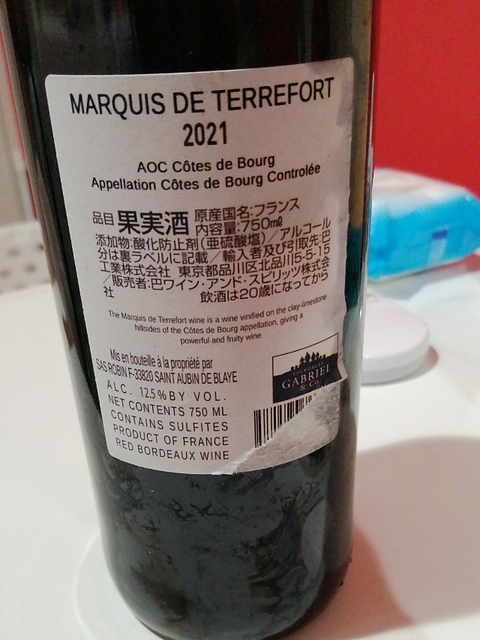 MARQUIS DE TERREFORT
2021
AOC Côtes de Bourg
Appellation Côtes de Bourg Controlée
品目 果実酒 原産国名:フランス
内容量:750ml
添加物:酸化防止剤(亜硫酸塩)/アルコール
分は裏ラベルに記載/輸入者及び引取先:巴
工業株式会社 東京都品川区北品川5-5-15
/販売者:巴ワイン・アンド・スピリッツ株式会
社 飲酒は20歳になってから
The Marquis de Terrefort wine is a wine vinified on the clay-limestone
hillsides of the Côtes de Bourg appellation, giving a
powerful and fruity wine
Mis en bouteille à la propriété par
SAS ROBIN F-33820 SAINT AUBIN DE BLAYE
ALC. 12.5% BY VOL.
NET CONTENTS 750 ML
CONTAINS SULFITES
PRODUCT OF FRANCE
RED BORDEAUX WINE
VIGNOBLES
GABRIEL
& Co